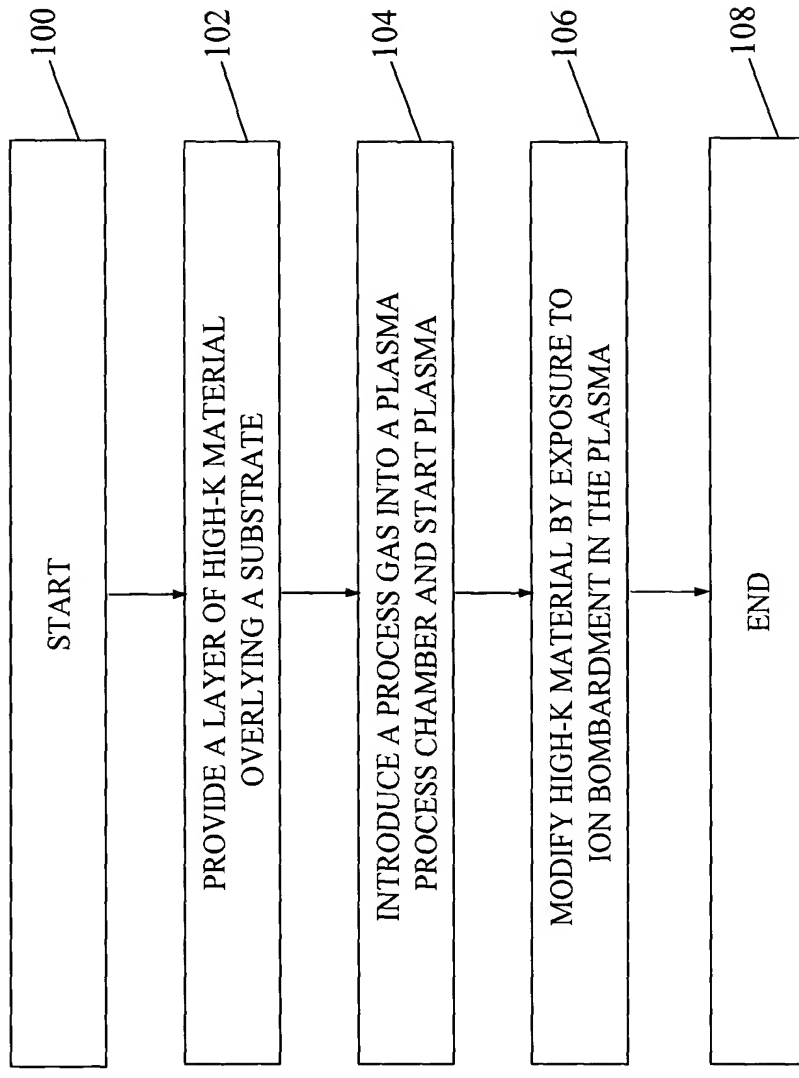 START
100
PROVIDE A LAYER OF HIGH-K MATERIAL
OVERLYING A SUBSTRATE
102
INTRODUCE A PROCESS GAS INTO A PLASMA
PROCESS CHAMBER AND START PLASMA
104
MODIFY HIGH-K MATERIAL BY EXPOSURE TO
ION BOMBARDMENT IN THE PLASMA
106
END
108